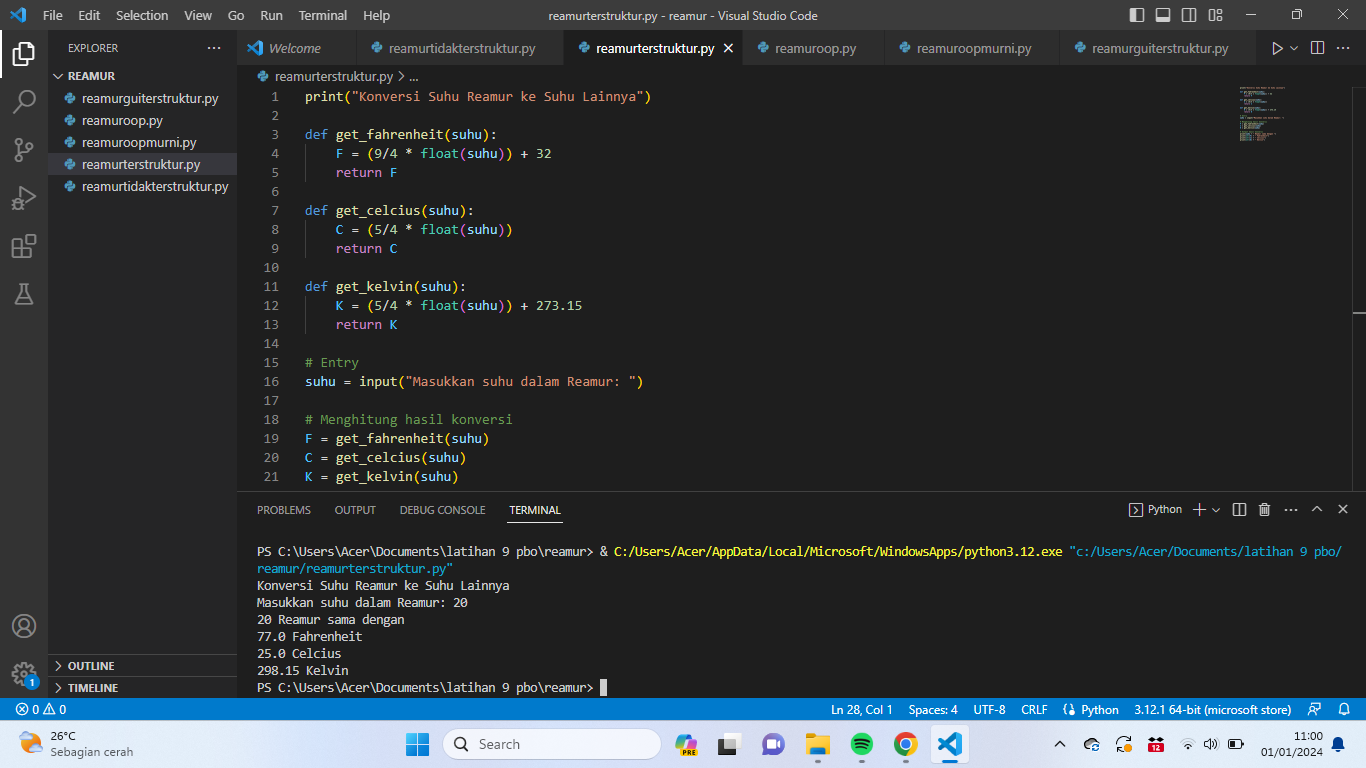 File Edit Selection View Go Run Terminal Help reamurterstruktur.py - reamur - Visual Studio Code
EXPLORER
REAMUR
reamurguiterstruktur.py
reamuroop.py
reamuroopmurni.py
reamurterstruktur.py
reamurtidakterstruktur.py
OUTLINE
TIMELINE
Welcome reamurtidakterstruktur.py reamurterstruktur.py reamuroop.py reamuroopmurni.py reamurguiterstruktur.py
reamurterstruktur.py > ...
1 print("Konversi Suhu Reamur ke Suhu Lainnya")
2
3 def get_fahrenheit(suhu):
4 F = (9/4 * float(suhu)) + 32
5 return F
6
7 def get_celcius(suhu):
8 C = (5/4 * float(suhu))
9 return C
10
11 def get_kelvin(suhu):
12 K = (5/4 * float(suhu)) + 273.15
13 return K
14
15 # Entry
16 suhu = input("Masukkan suhu dalam Reamur: ")
17
18 # Menghitung hasil konversi
19 F = get_fahrenheit(suhu)
20 C = get_celcius(suhu)
21 K = get_kelvin(suhu)
PROBLEMS OUTPUT DEBUG CONSOLE TERMINAL Python
PS C:\Users\Acer\Documents\latihan 9 pbo\reamur> & C:/Users/Acer/AppData/Local/Microsoft/WindowsApps/python3.12.exe "c:/Users/Acer/Documents/latihan 9 pbo/
reamur/reamurterstruktur.py"
Konversi Suhu Reamur ke Suhu Lainnya
Masukkan suhu dalam Reamur: 20
20 Reamur sama dengan
77.0 Fahrenheit
25.0 Celcius
298.15 Kelvin
PS C:\Users\Acer\Documents\latihan 9 pbo\reamur>
1
0 0 Ln 28, Col 1 Spaces: 4 UTF-8 CRLF Python 3.12.1 64-bit (microsoft store)
26°C
Sebagian cerah
Search
PRE
12
11:00
01/01/2024